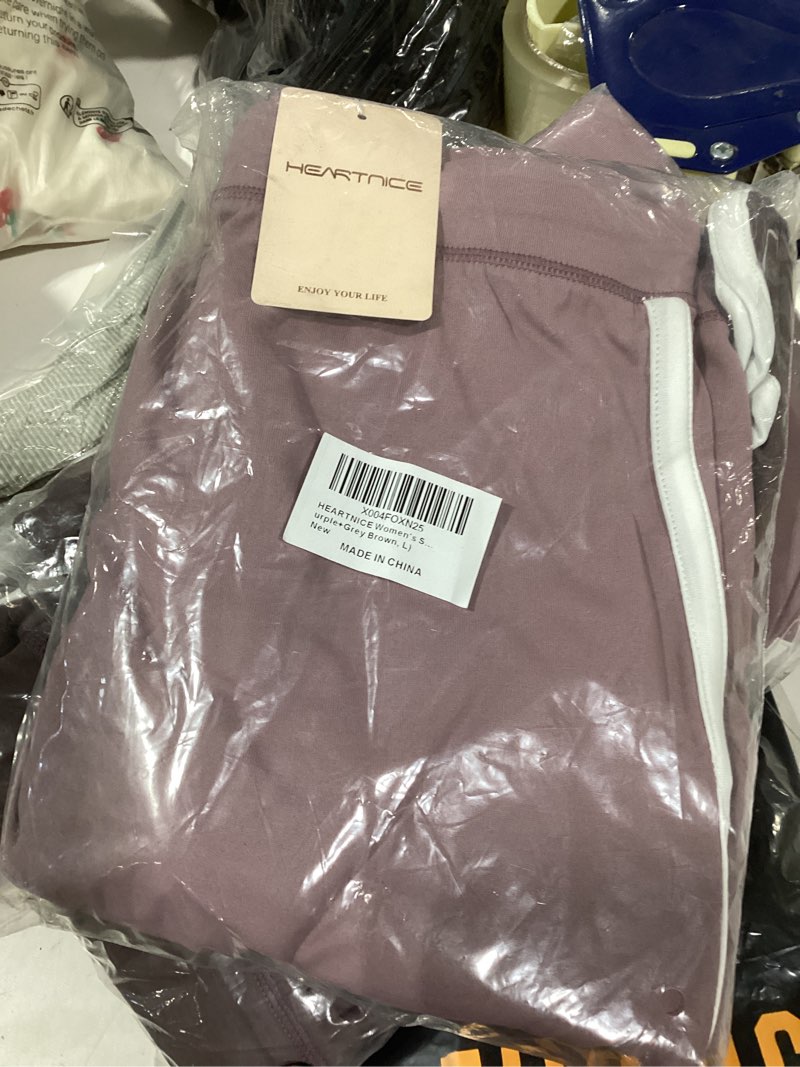 HEARTNICE
ENJOY YOUR LIFE
X004FOXN25
HEARTNICE Women's S...
urple+Grey Brown, L)
New
MADE IN CHINA